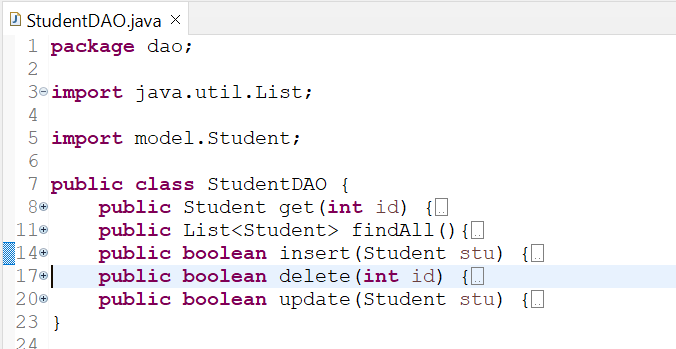 StudentDAO.java
1 package dao;
2
3 import java.util.List;
4
5 import model.Student;
6
7 public class StudentDAO {
8 public Student get(int id) {..
11 public List<Student> findAll(){..
14 public boolean insert(Student stu) {..
17 public boolean delete(int id) {..
20 public boolean update(Student stu) {..
23 }
24